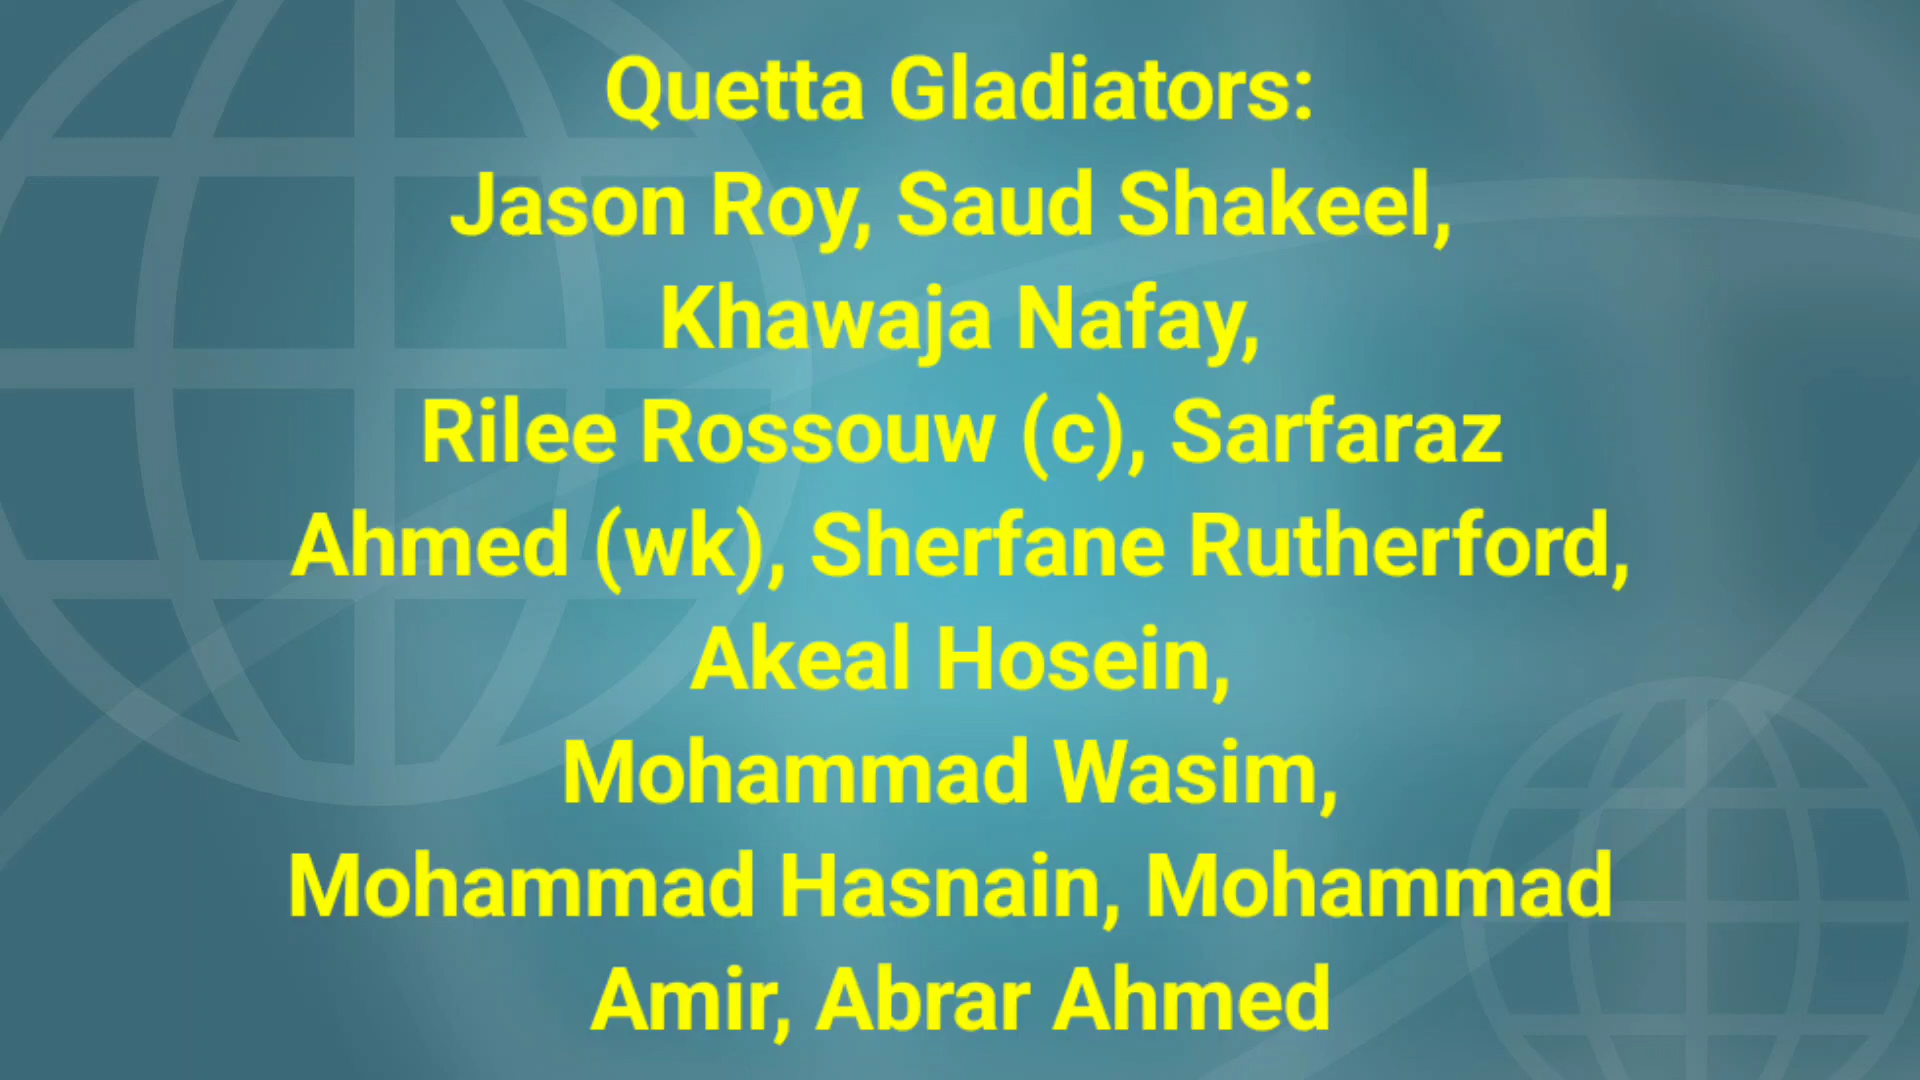 Quetta Gladiators:
Jason Roy, Saud Shakeel,
Khawaja Nafay,
Rilee Rossouw (c), Sarfaraz
Ahmed (wk), Sherfane Rutherford,
Akeal Hosein,
Mohammad Wasim,
Mohammad Hasnain, Mohammad
Amir, Abrar Ahmed